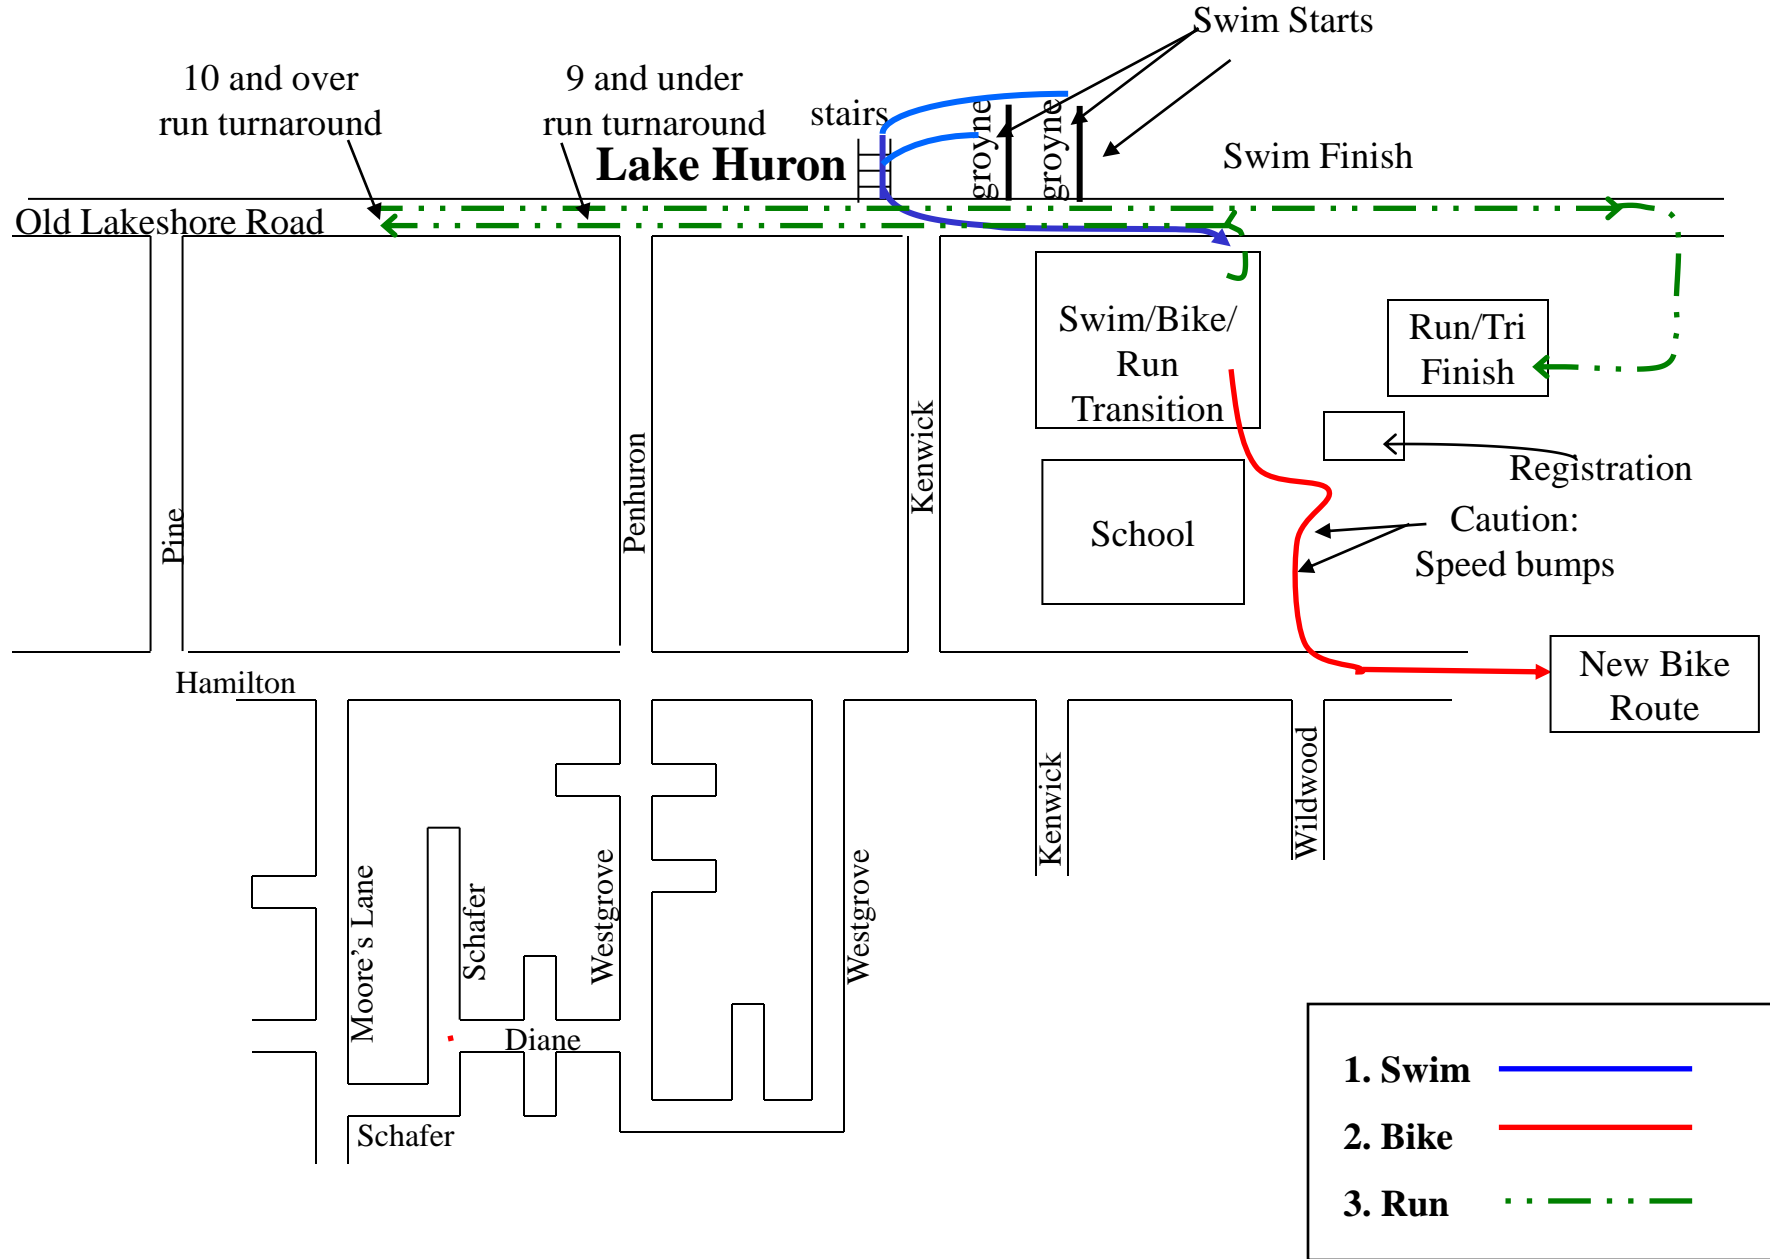 Swim Starts
10 and over
run turnaround
9 and under
run turnaround
stairs
groyne
groyne
Lake Huron
Swim Finish
Old Lakeshore Road
Swim/Bike/
Run
Transition
Run/Tri
Finish
Registration
Pine
Penhuron
Kenwick
School
Caution:
Speed bumps
New Bike
Route
Hamilton
Kenwick
Wildwood
Moore's Lane
Schafer
Westgrove
Westgrove
Diane
Schafer
1. Swim
2. Bike
3. Run